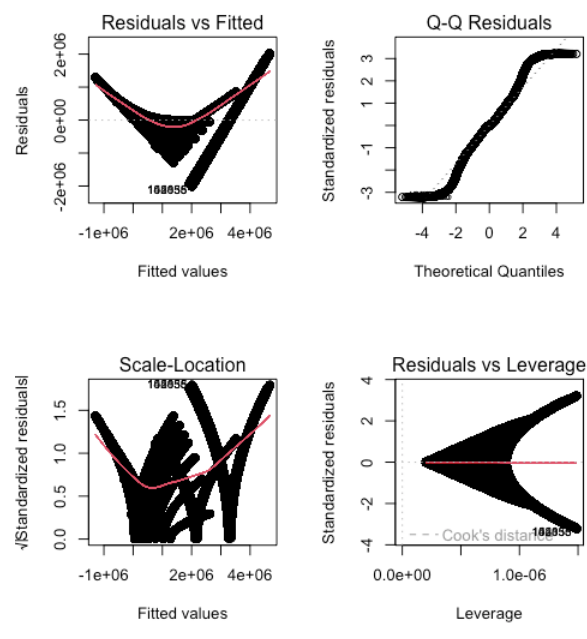 Residuals vs Fitted
Residuals
-2e+06 0e+00 2e+06
-1e+06 2e+06 4e+06
Fitted values
Q-Q Residuals
Standardized residuals
-3 -1 1 3
-4 -2 0 2 4
Theoretical Quantiles
Scale-Location
√|Standardized residuals|
0.0 0.5 1.0 1.5
-1e+06 2e+06 4e+06
Fitted values
Residuals vs Leverage
Standardized residuals
-4 -2 0 2 4
Cook's distance
0.0e+00 1.0e-06
Leverage